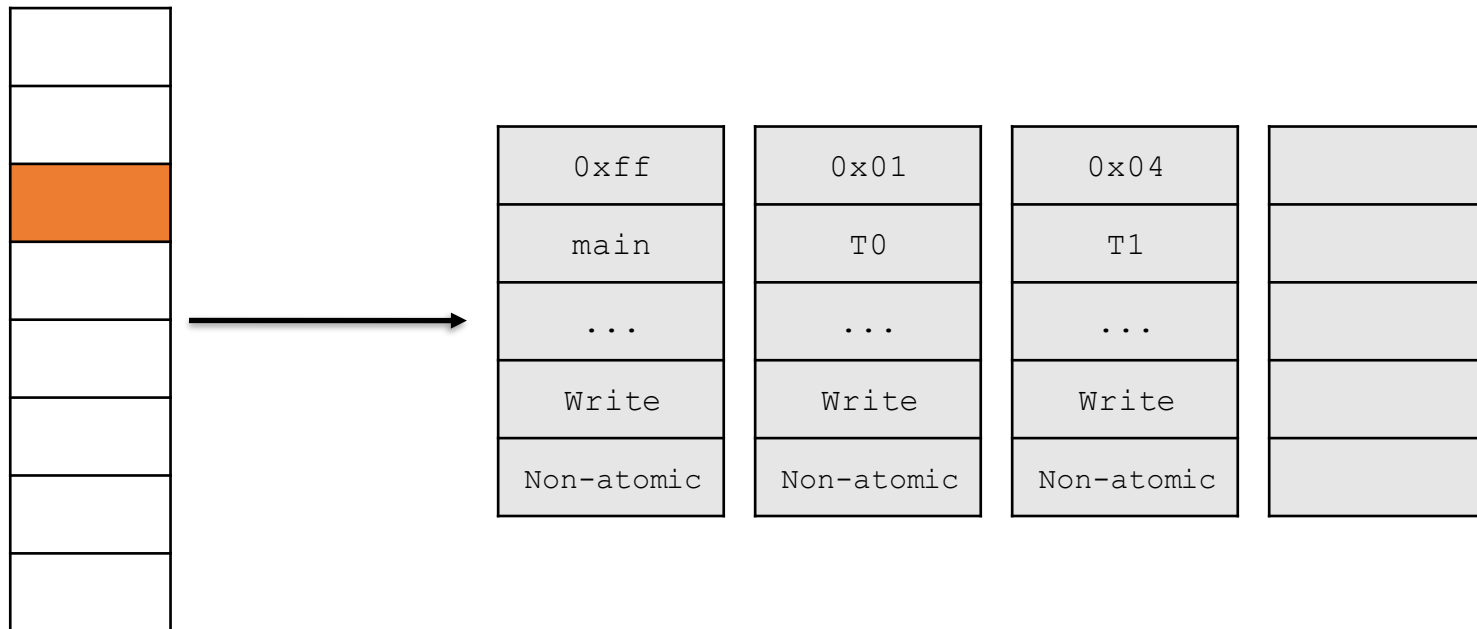 0xff 0x01 0x04
main T0 T1
... ... ...
Write Write Write
Non-atomic Non-atomic Non-atomic